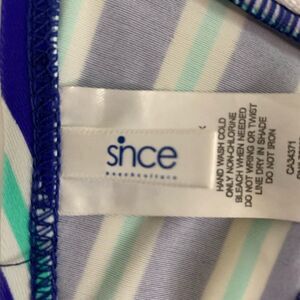 since
beachculture
HAND WASH COLD
ONLY NON-CHLORINE
BLEACH WHEN NEEDED
DO NOT WRING OR TWIST
LINE DRY IN SHADE
DO NOT IRON
CA34371